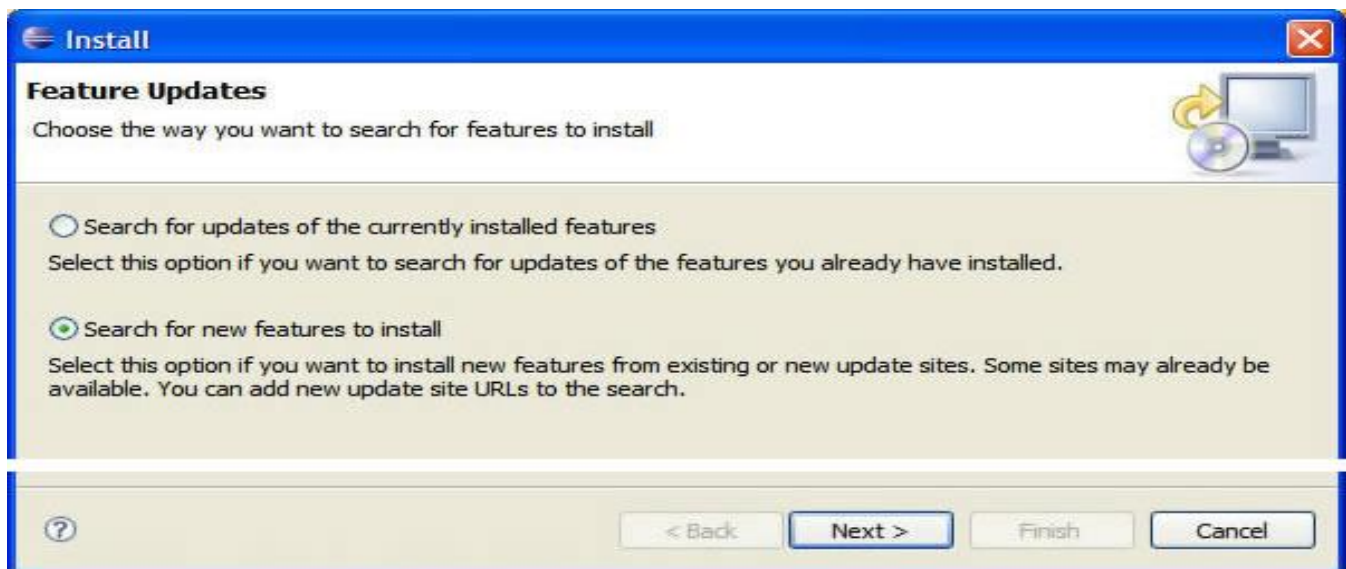 Install
Feature Updates
Choose the way you want to search for features to install
Search for updates of the currently installed features
Select this option if you want to search for updates of the features you already have installed.
Search for new features to install
Select this option if you want to install new features from existing or new update sites. Some sites may already be
available. You can add new update site URLs to the search.
? < Back Next > Finish Cancel